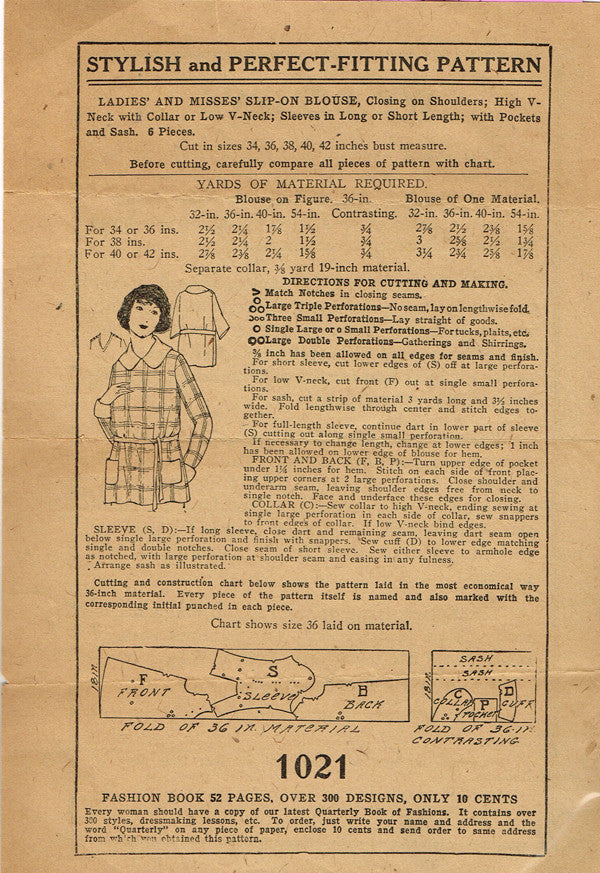 STYLISH and PERFECT-FITTING PATTERN
LADIES' AND MISSES' SLIP-ON BLOUSE, Closing on Shoulders; High V-
Neck with Collar or Low V-Neck; Sleeves in Long or Short Length; with Pockets
and Sash. 6 Pieces.
Cut in sizes 34, 36, 38, 40, 42 inches bust measure.
Before cutting, carefully compare all pieces of pattern with chart.
YARDS OF MATERIAL REQUIRED.
Blouse on Figure. 36-in. Blouse of One Material.
32-in. 36-in. 40-in. 54-in. Contrasting. 32-in. 36-in. 40-in. 54-in.
For 34 or 36 ins. 2½ 2¼ 1⅞ 1½ ¾ 2⅞ 2½ 2⅜ 1⅝
For 38 ins. 2½ 2¼ 2 1½ ¾ 3 2⅝ 2½ 1¾
For 40 or 42 ins. 2⅞ 2⅜ 2¼ 1⅝ ¾ 3¼ 2¾ 2⅝ 1⅞
Separate collar, ⅜ yard 19-inch material.
DIRECTIONS FOR CUTTING AND MAKING.
Match Notches in closing seams.
Large Triple Perforations—No seam, lay on lengthwise fold.
Three Small Perforations—Lay straight of goods.
Single Large or o Small Perforations—For tucks, plaits, etc.
Large Double Perforations—Gatherings and Shirrings.
⅜ inch has been allowed on all edges for seams and finish.
For short sleeve, cut lower edges of (S) off at large perfora-
tions.
For low V-neck, cut front (F) out at single small perfora-
tions.
For sash, cut a strip of material 3 yards long and 3½ inches
wide. Fold lengthwise through center and stitch edges to-
gether.
For full-length sleeve, continue dart in lower part of sleeve
(S) cutting out along single small perforation.
If necessary to change length, change at lower edges; 1 inch
has been allowed on lower edge of blouse for hem.
FRONT AND BACK (F, B, P):—Turn upper edge of pocket
under 1¼ inches for hem. Stitch on each side of front plac-
ing upper corners at 2 large perforations. Close shoulder and
underarm seam, leaving shoulder edges free from neck to
single notch. Face and underface these edges for closing.
COLLAR (C):—Sew collar to high V-neck, ending sewing at
single large perforation in each side of collar, sew snappers
to front edges of collar. If low V-neck bind edges.
SLEEVE (S, D):—If long sleeve, close dart and remaining seam, leaving dart seam open
below single large perforation and finish with snappers. Sew cuff (D) to lower edge matching
single and double notches. Close seam of short sleeve. Sew either sleeve to armhole edge
as notched, with large perforation at shoulder seam and easing in any fulness.
Arrange sash as illustrated.
Cutting and construction chart below shows the pattern laid in the most economical way
36-inch material. Every piece of the pattern itself is named and also marked with the
corresponding initial punched in each piece.
Chart shows size 36 laid on material.
18 IN.
F
FRONT
S
SLEEVE
B
BACK
FOLD OF 36 IN. MATERIAL
18 IN.
SASH
SASH
C
COLLAR
P
POCKET
D
CUFF
FOLD OF 36-IN.
CONTRASTING
1021
FASHION BOOK 52 PAGES, OVER 300 DESIGNS, ONLY 10 CENTS
Every woman should have a copy of our latest Quarterly Book of Fashions. It contains over
300 styles, dressmaking lessons, etc. To order, just write your name and address and the
word "Quarterly" on any piece of paper, enclose 10 cents and send order to same address
from which you obtained this pattern.